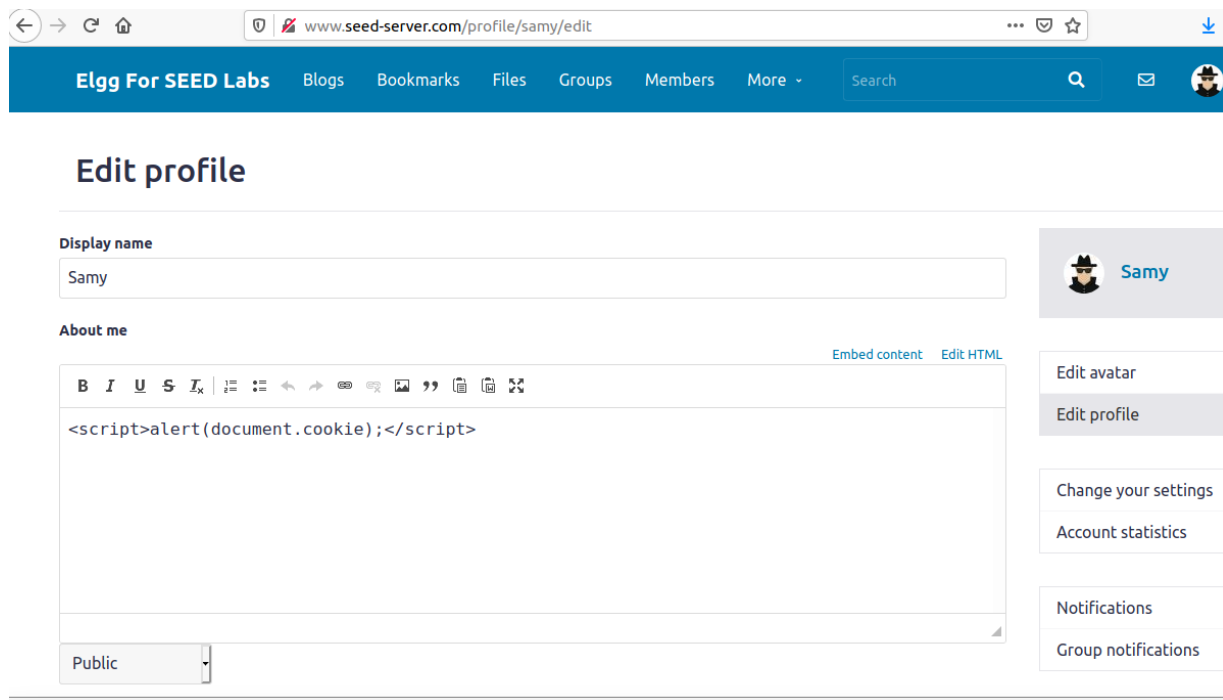 www.seed-server.com/profile/samy/edit
Elgg For SEED Labs Blogs Bookmarks Files Groups Members More Search
Edit profile
Display name
Samy
Samy
About me
Embed content Edit HTML
B I U S Tx
<script>alert(document.cookie);</script>
Public
Edit avatar
Edit profile
Change your settings
Account statistics
Notifications
Group notifications